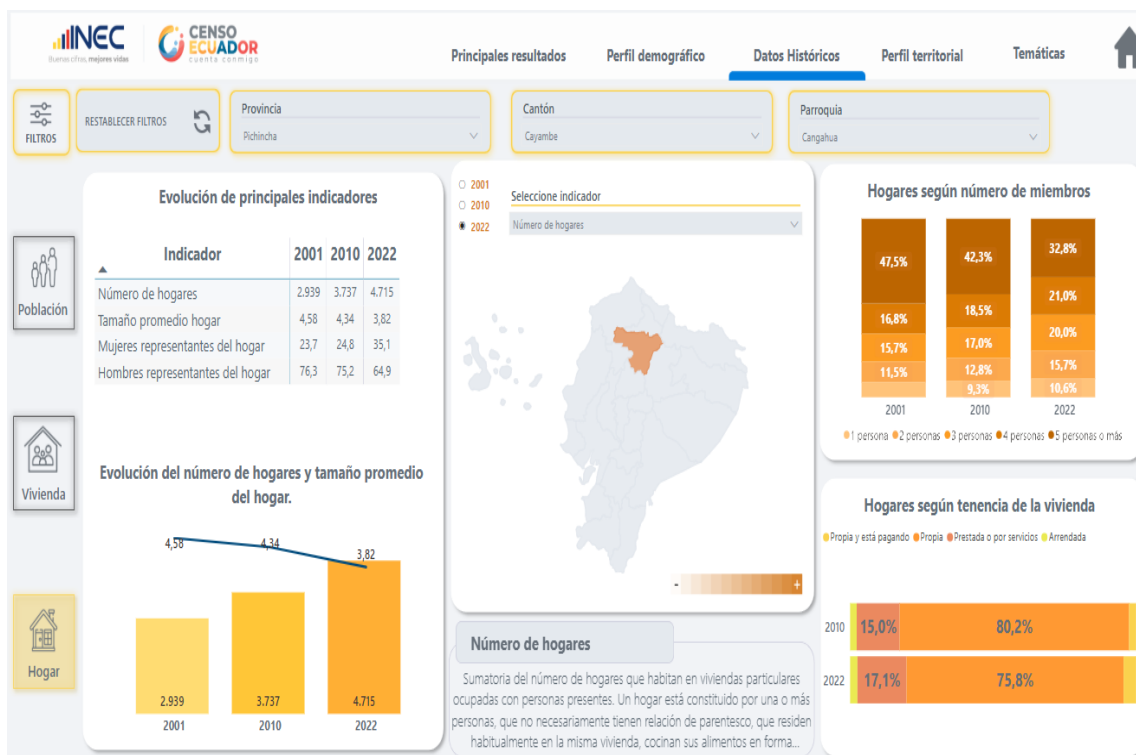 INEC
Buenas cifras, mejores vidas
CENSO
ECUADOR
cuenta conmigo
Principales resultados
Perfil demográfico
Datos Históricos
Perfil territorial
Temáticas
FILTROS
RESTABLECER FILTROS
Provincia
Pichincha
Cantón
Cayambe
Parroquia
Cangahua
Población
Vivienda
Hogar
Evolución de principales indicadores
Indicador 2001 2010 2022
Número de hogares 2.939 3.737 4.715
Tamaño promedio hogar 4,58 4,34 3,82
Mujeres representantes del hogar 23,7 24,8 35,1
Hombres representantes del hogar 76,3 75,2 64,9
Evolución del número de hogares y tamaño promedio
del hogar.
4,58 4,34 3,82
2.939 3.737 4.715
2001 2010 2022
2001
2010
2022
Seleccione indicador
Número de hogares
- +
Número de hogares
Sumatoria del número de hogares que habitan en viviendas particulares
ocupadas con personas presentes. Un hogar está constituido por una o más
personas, que no necesariamente tienen relación de parentesco, que residen
habitualmente en la misma vivienda, cocinan sus alimentos en forma...
Hogares según número de miembros
47,5% 42,3% 32,8%
16,8% 18,5% 21,0%
15,7% 17,0% 20,0%
11,5% 12,8% 15,7%
9,3% 10,6%
2001 2010 2022
1 persona 2 personas 3 personas 4 personas 5 personas o más
Hogares según tenencia de la vivienda
Propia y está pagando Propia Prestada o por servicios Arrendada
2010 15,0% 80,2%
2022 17,1% 75,8%